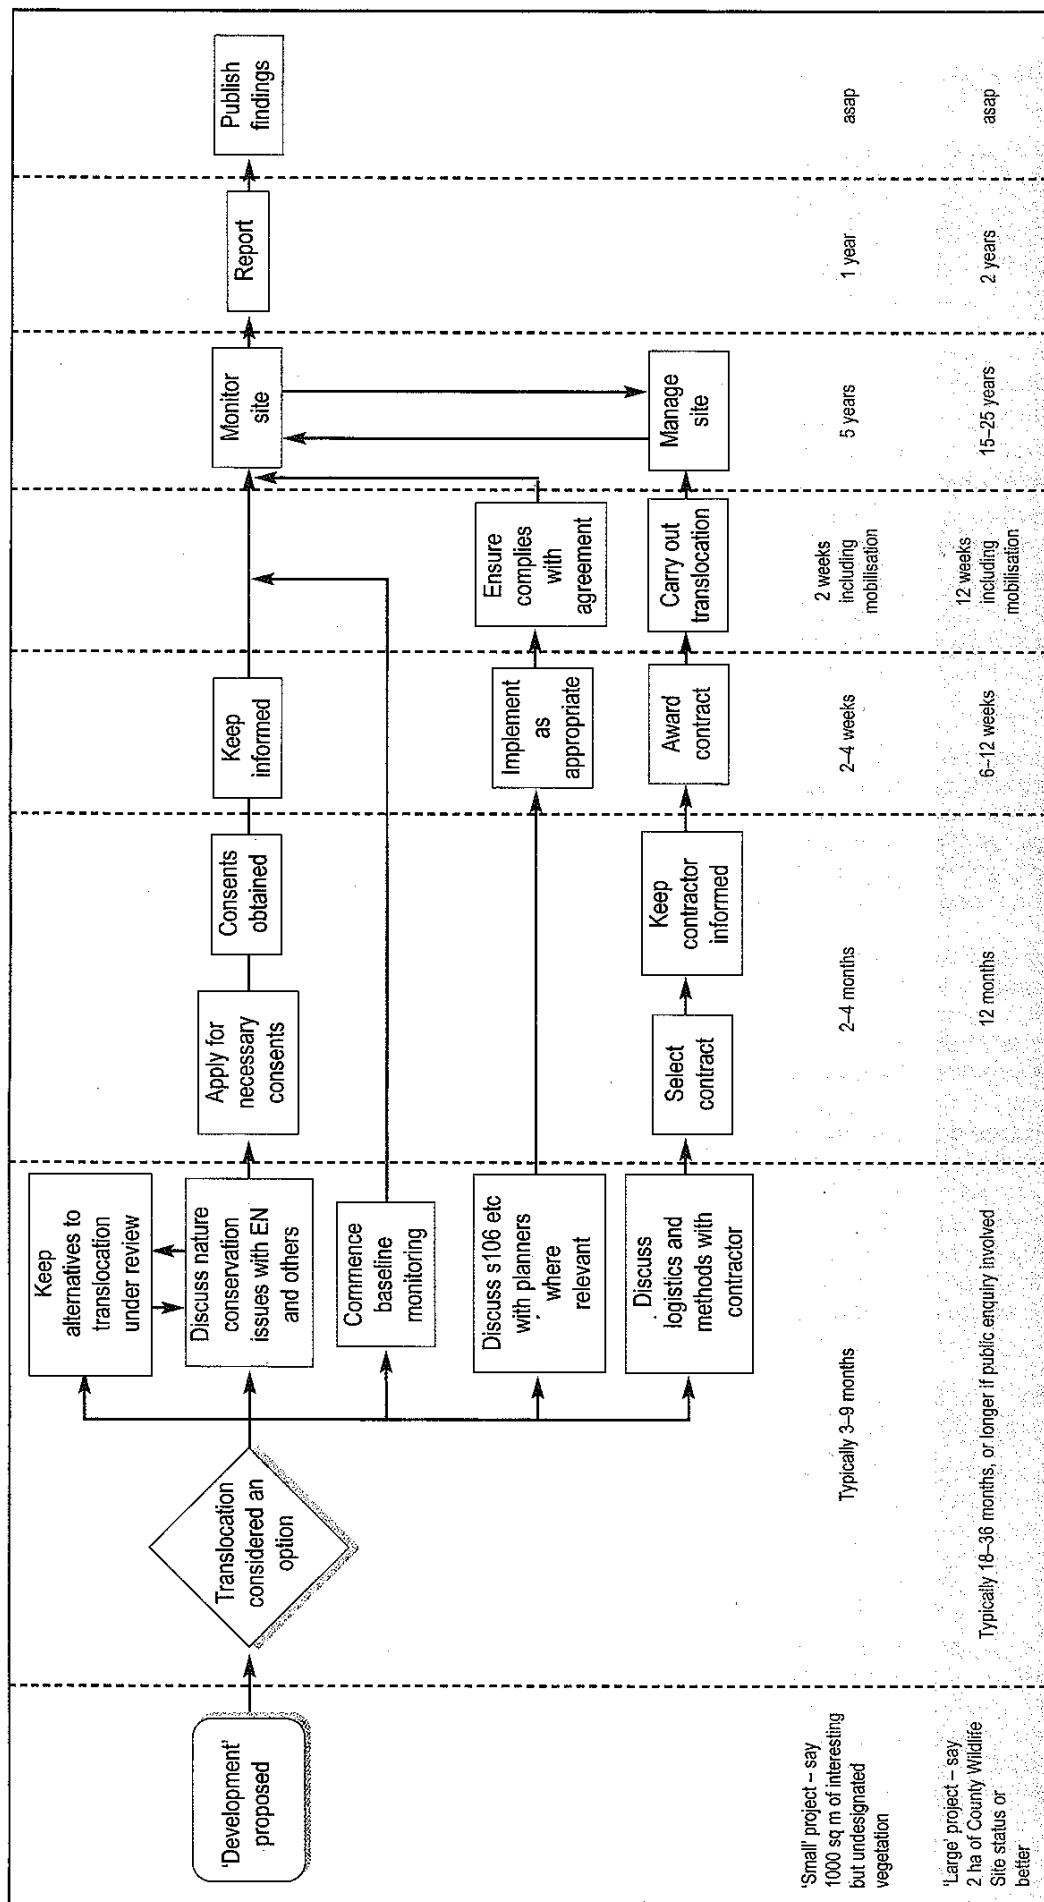 'Development'
proposed
Translocation
considered an
option
Keep
alternatives to
translocation
under review
Discuss nature
conservation
issues with EN
and others
Commence
baseline
monitoring
Discuss s106 etc
with planners
where
relevant
Discuss
logistics and
methods with
contractor
Apply for
necessary
consents
Consents
obtained
Select
contract
Keep
contractor
informed
Keep
informed
Implement
as
appropriate
Award
contract
Ensure
complies
with
agreement
Carry out
translocation
Monitor
site
Manage
site
Report
Publish
findings
'Small' project – say
1000 sq m of interesting
but undesignated
vegetation
Typically 3–9 months
2–4 months
2–4 weeks
2 weeks
including
mobilisation
5 years
1 year
asap
'Large' project – say
2 ha of County Wildlife
Site status or
better
Typically 18–36 months, or longer if public enquiry involved
12 months
6–12 weeks
12 weeks
including
mobilisation
15–25 years
2 years
asap